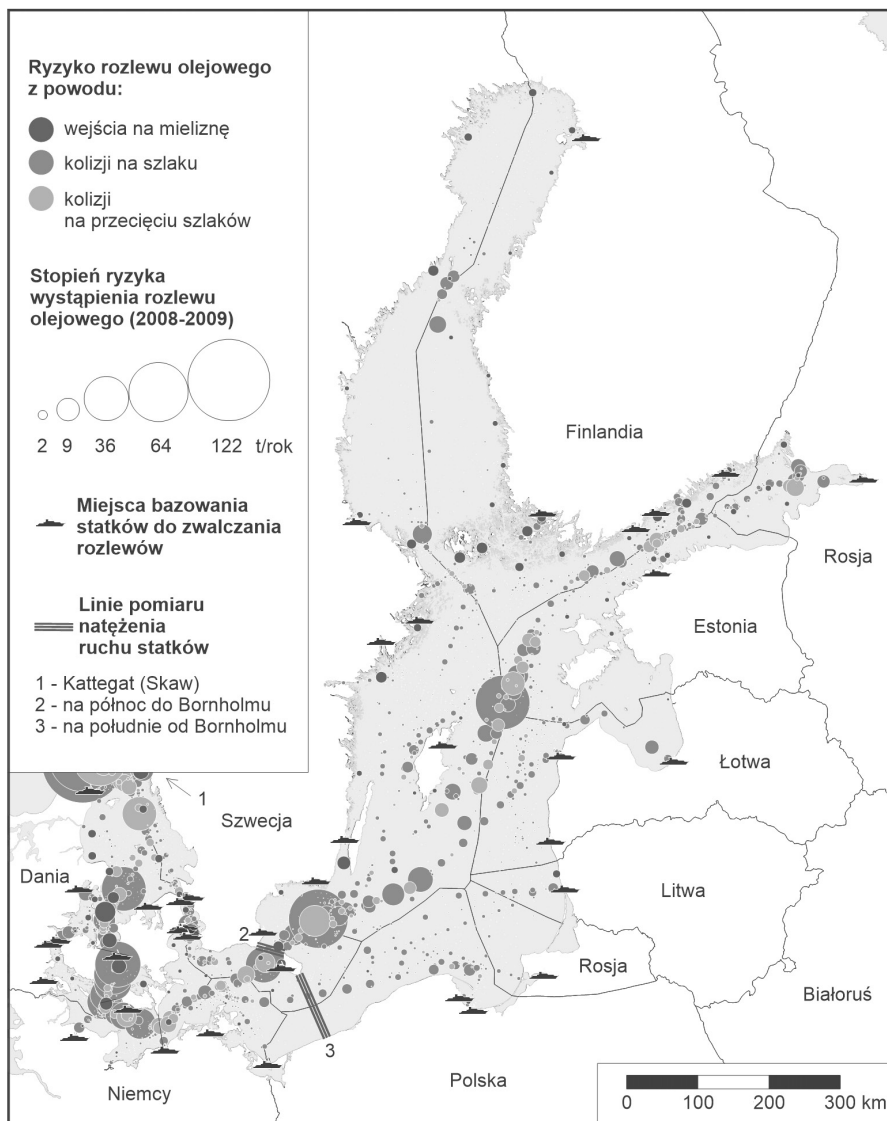 Ryzyko rozlewu olejowego
z powodu:
wejścia na mieliznę
kolizji na szlaku
kolizji
na przecięciu szlaków
Stopień ryzyka
wystąpienia rozlewu
olejowego (2008-2009)
2 9 36 64 122 t/rok
Miejsca bazowania
statków do zwalczania
rozlewów
Linie pomiaru
natężenia
ruchu statków
1 - Kattegat (Skaw)
2 - na północ do Bornholmu
3 - na południe od Bornholmu
Finlandia
Rosja
Estonia
Łotwa
1
Szwecja
Dania
Litwa
2
Rosja
Białoruś
3
Niemcy
Polska
0 100 200 300 km